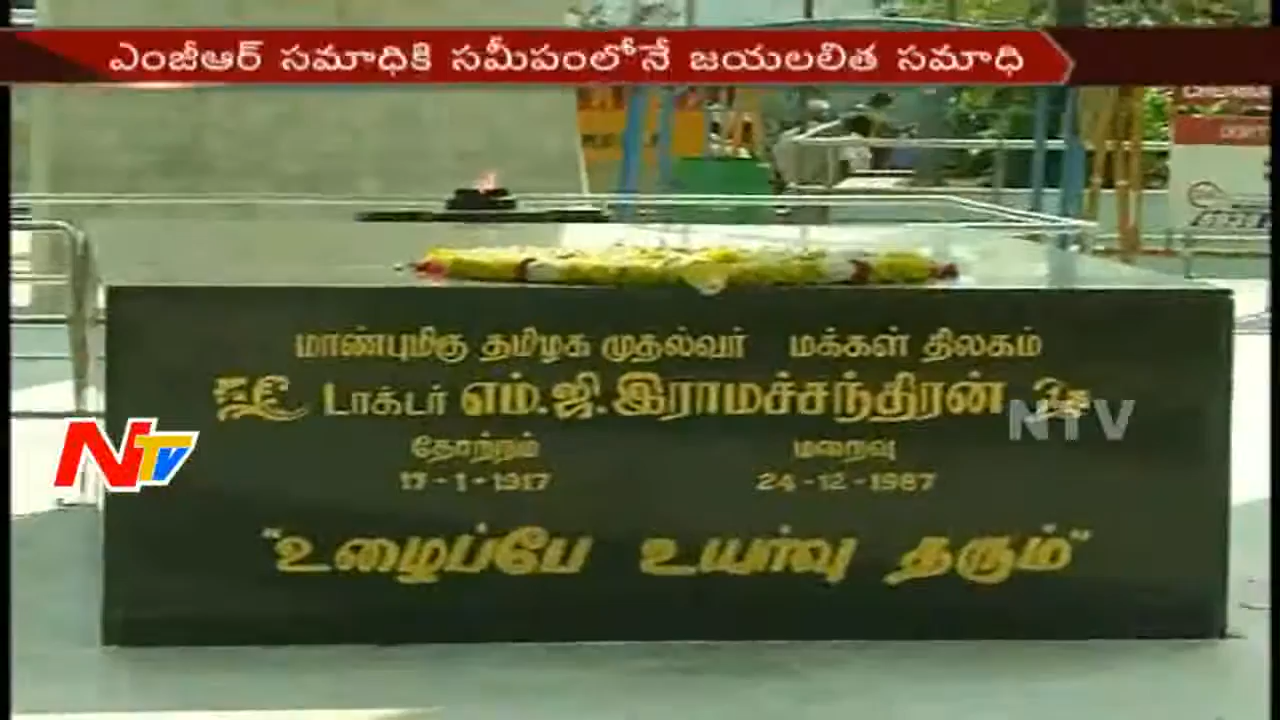 ఎంజీఆర్ సమాధికి సమీపంలోనే జయలలిత సమాధి
மாண்புமிகு தமிழக முதல்வர் மக்கள் திலகம்
டாக்டர் எம்.ஜி.இராமச்சந்திரன்
தோற்றம் மறைவு
17-1-1917 24-12-1987
"உழைப்பே உயர்வு தரும்"
NTV
NTV